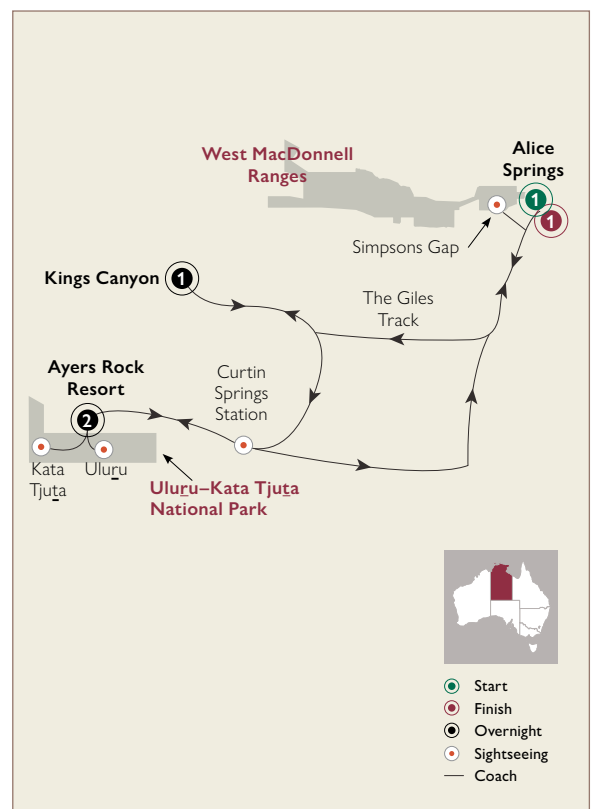 West MacDonnell
Ranges
Alice
Springs
1
1
Simpsons Gap
Kings Canyon
1
The Giles
Track
Ayers Rock
Resort
2
Curtin
Springs
Station
Kata
Tjuṯa
Uluṟu
Uluṟu–Kata Tjuṯa
National Park
Start
Finish
Overnight
Sightseeing
Coach